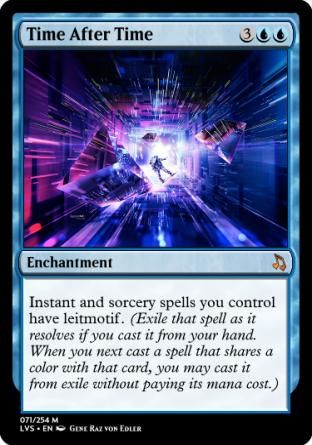 Time After Time 3
Enchantment
Instant and sorcery spells you control
have leitmotif. (Exile that spell as it
resolves if you cast it from your hand.
When you next cast a spell that shares a
color with that card, you may cast it
from exile without paying its mana cost.)
071/254 M
LVS • EN Gene Raz von Edler